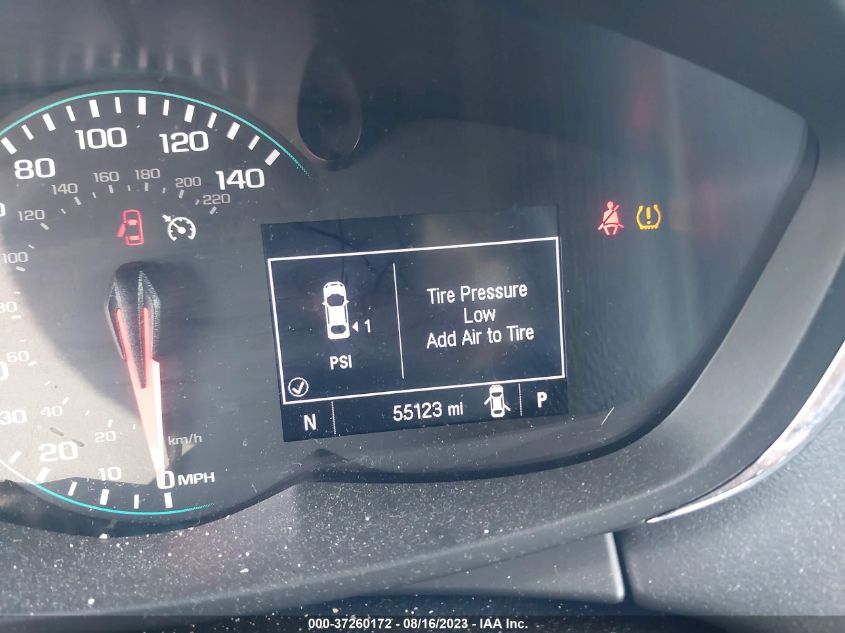 100
80
120
140
160
180
140
200
220
120
100
80
60
40
20
30
20
10
km/h
0 MPH
1
PSI
Tire Pressure
Low
Add Air to Tire
N
55123 mi
P
000-37260172 - 08/16/2023 - IAA Inc.